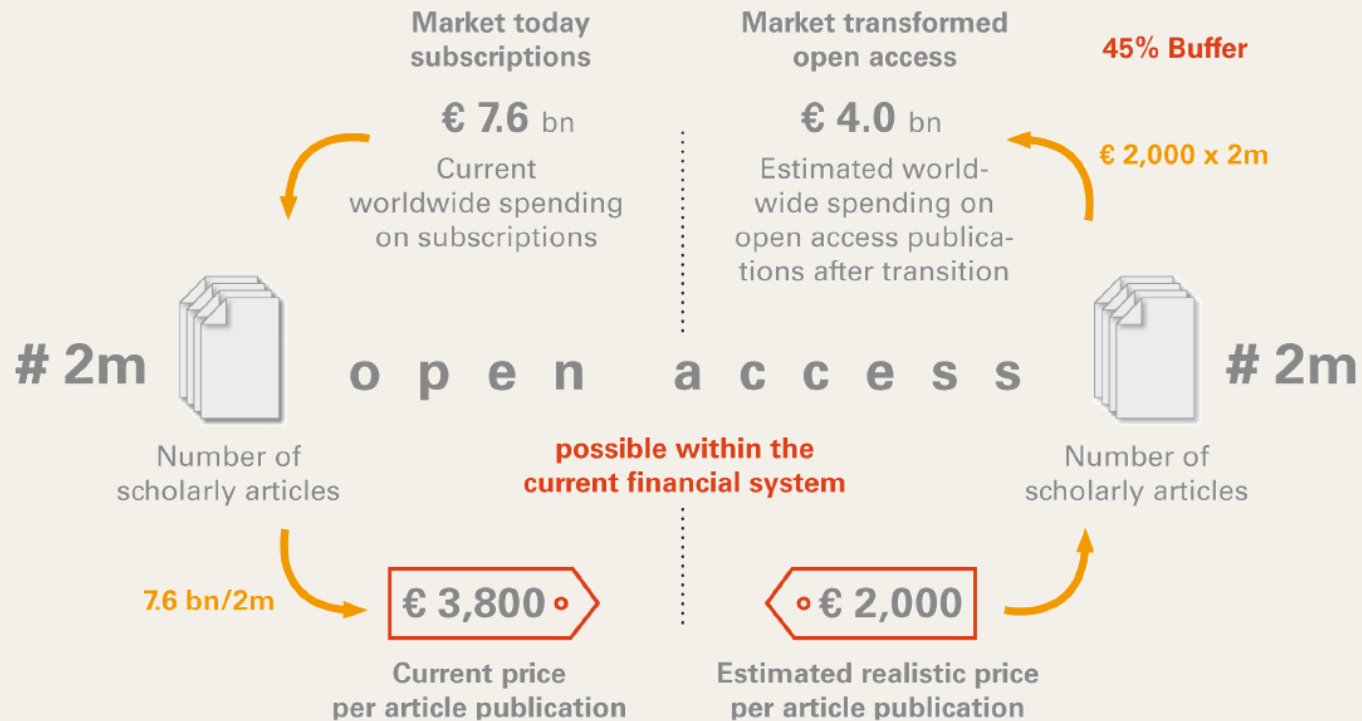 Market today
subscriptions
€ 7.6 bn
Current
worldwide spending
on subscriptions
Market transformed
open access
€ 4.0 bn
Estimated world-
wide spending on
open access publica-
tions after transition
45% Buffer
€ 2,000 x 2m
# 2m
open access
# 2m
Number of
scholarly articles
possible within the
current financial system
Number of
scholarly articles
7.6 bn/2m
€ 3,800
€ 2,000
Current price
per article publication
Estimated realistic price
per article publication